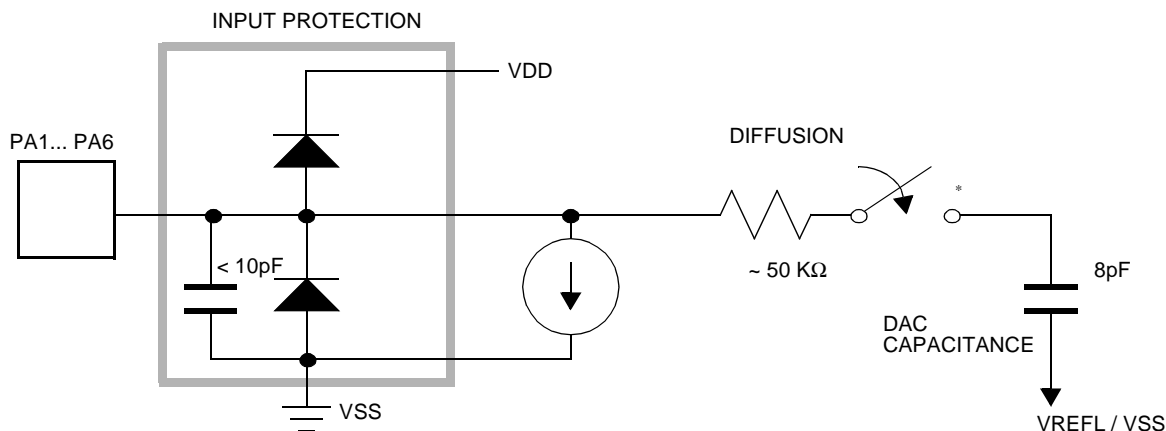 INPUT PROTECTION
VDD
PA1... PA6
DIFFUSION
*
< 10pF
~ 50 KΩ
8pF
DAC
CAPACITANCE
VSS
VREFL / VSS